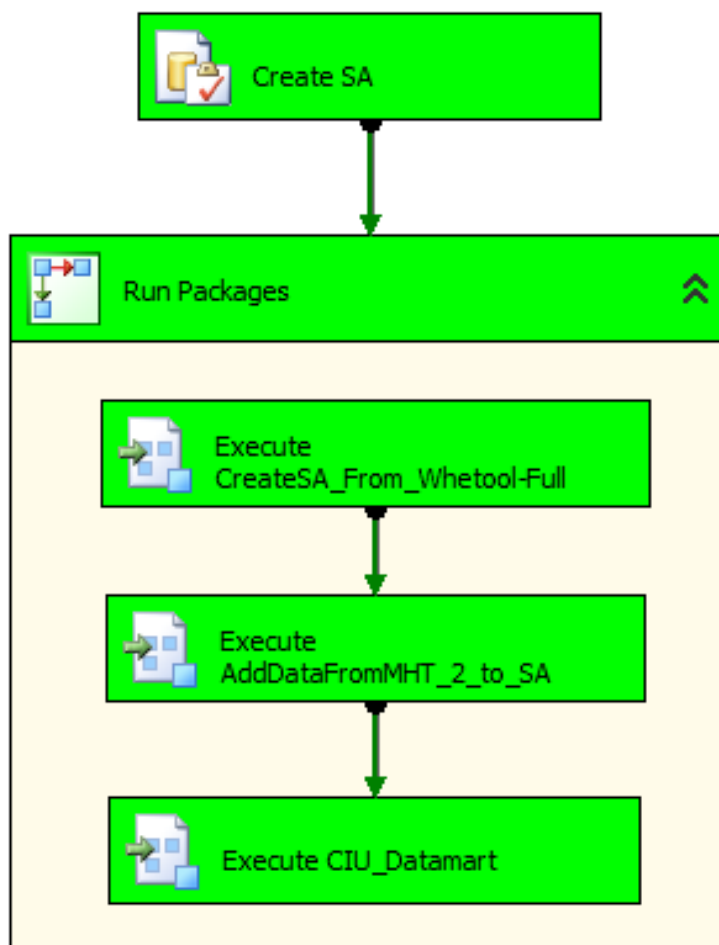 Create SA
Run Packages
Execute
CreateSA_From_Whetool-Full
Execute
AddDataFromMHT_2_to_SA
Execute CIU_Datamart